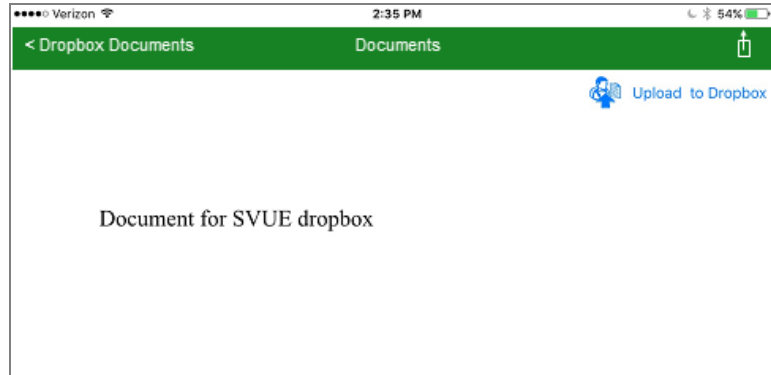 Verizon 2:35 PM 54%
< Dropbox Documents Documents
Upload to Dropbox
Document for SVUE dropbox